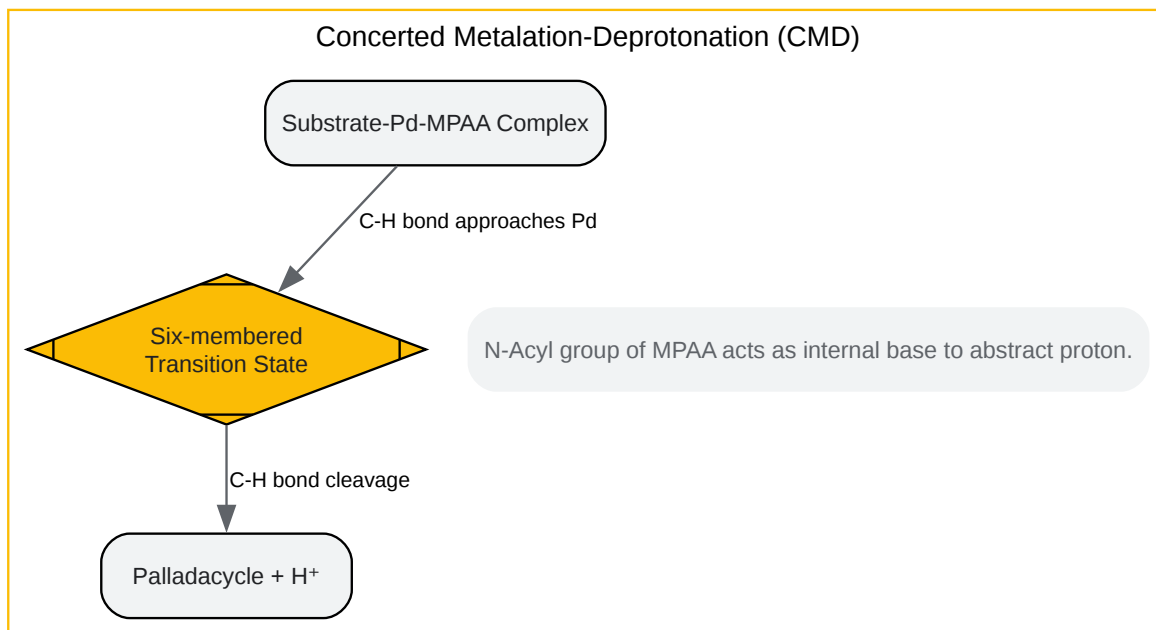 Concerted Metalation-Deprotonation (CMD)
Substrate-Pd-MPAA Complex
C-H bond approaches Pd
Six-membered
Transition State
N-Acyl group of MPAA acts as internal base to abstract proton.
C-H bond cleavage
Palladacycle + H⁺